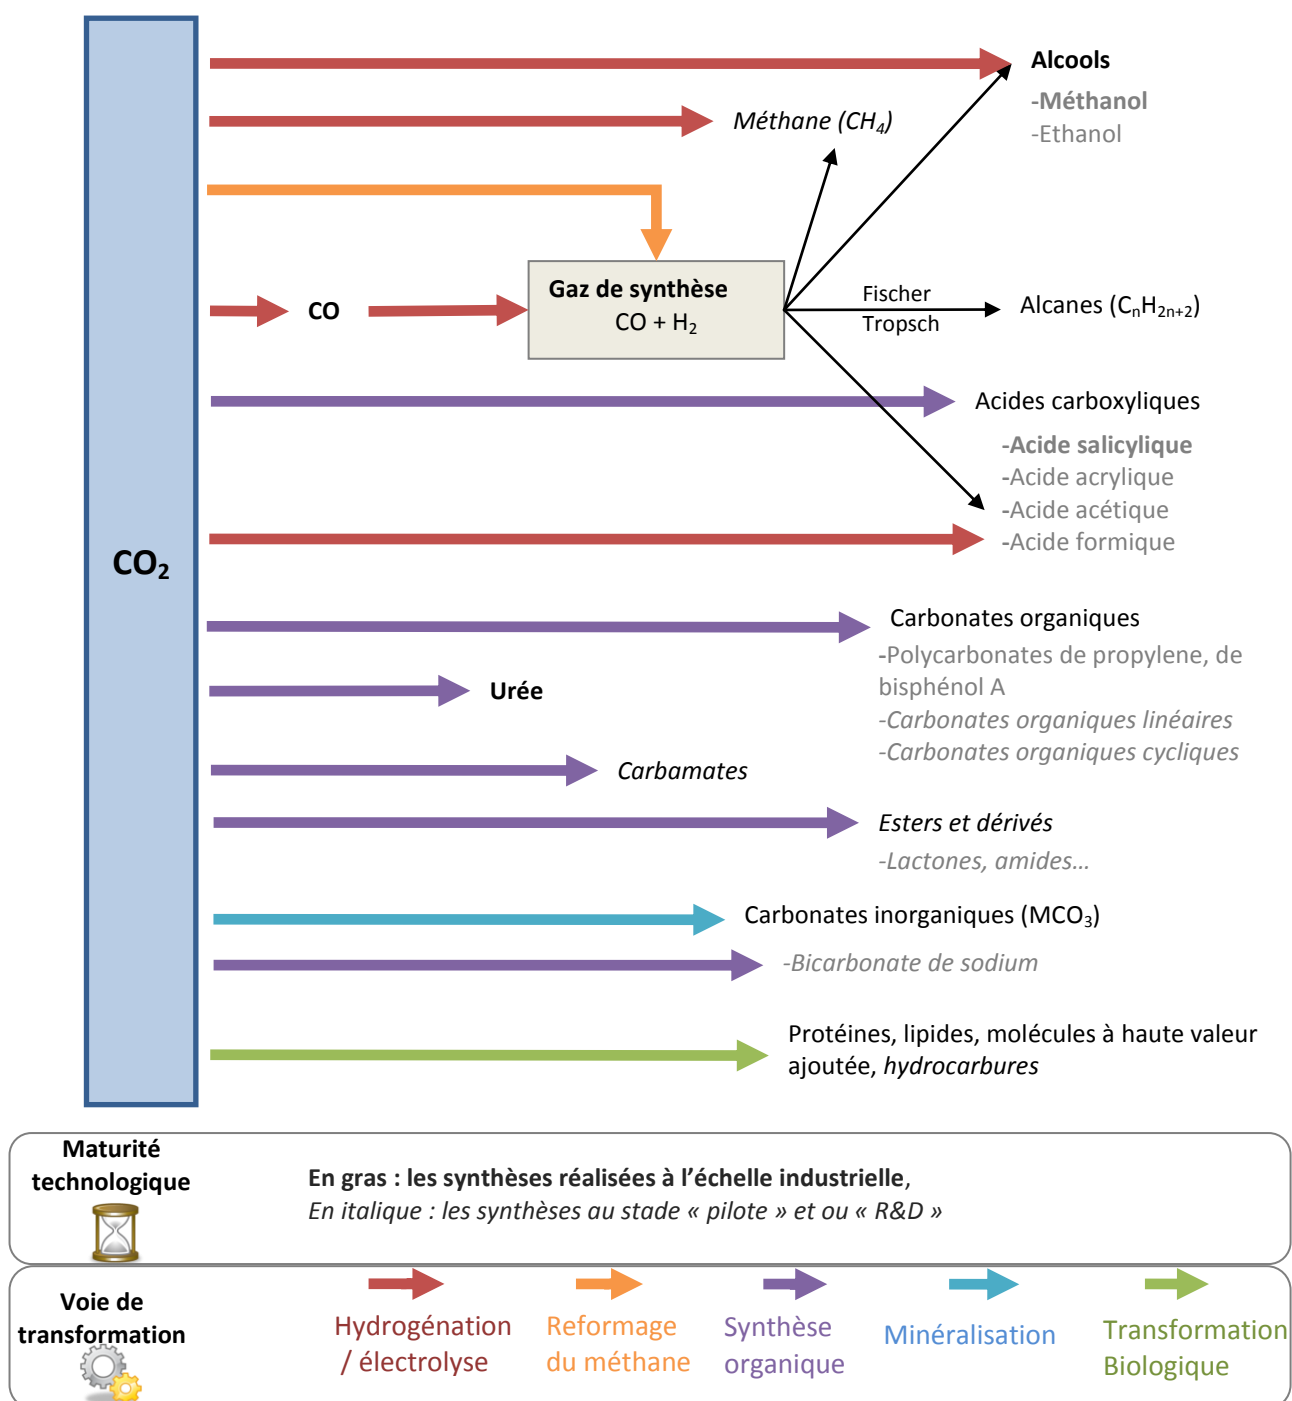 Alcools
-Méthanol
-Ethanol
Méthane (CH4)
CO
Gaz de synthèse
CO + H2
Fischer
Tropsch
Alcanes (CnH2n+2)
Acides carboxyliques
-Acide salicylique
-Acide acrylique
-Acide acétique
-Acide formique
CO2
Carbonates organiques
-Polycarbonates de propylene, de
bisphénol A
-Carbonates organiques linéaires
-Carbonates organiques cycliques
Urée
Carbamates
Esters et dérivés
-Lactones, amides…
Carbonates inorganiques (MCO3)
-Bicarbonate de sodium
Protéines, lipides, molécules à haute valeur
ajoutée, hydrocarbures
Maturité
technologique
En gras : les synthèses réalisées à l’échelle industrielle,
En italique : les synthèses au stade « pilote » et ou « R&D »
Voie de
transformation
Hydrogénation
/ électrolyse
Reformage
du méthane
Synthèse
organique
Minéralisation
Transformation
Biologique